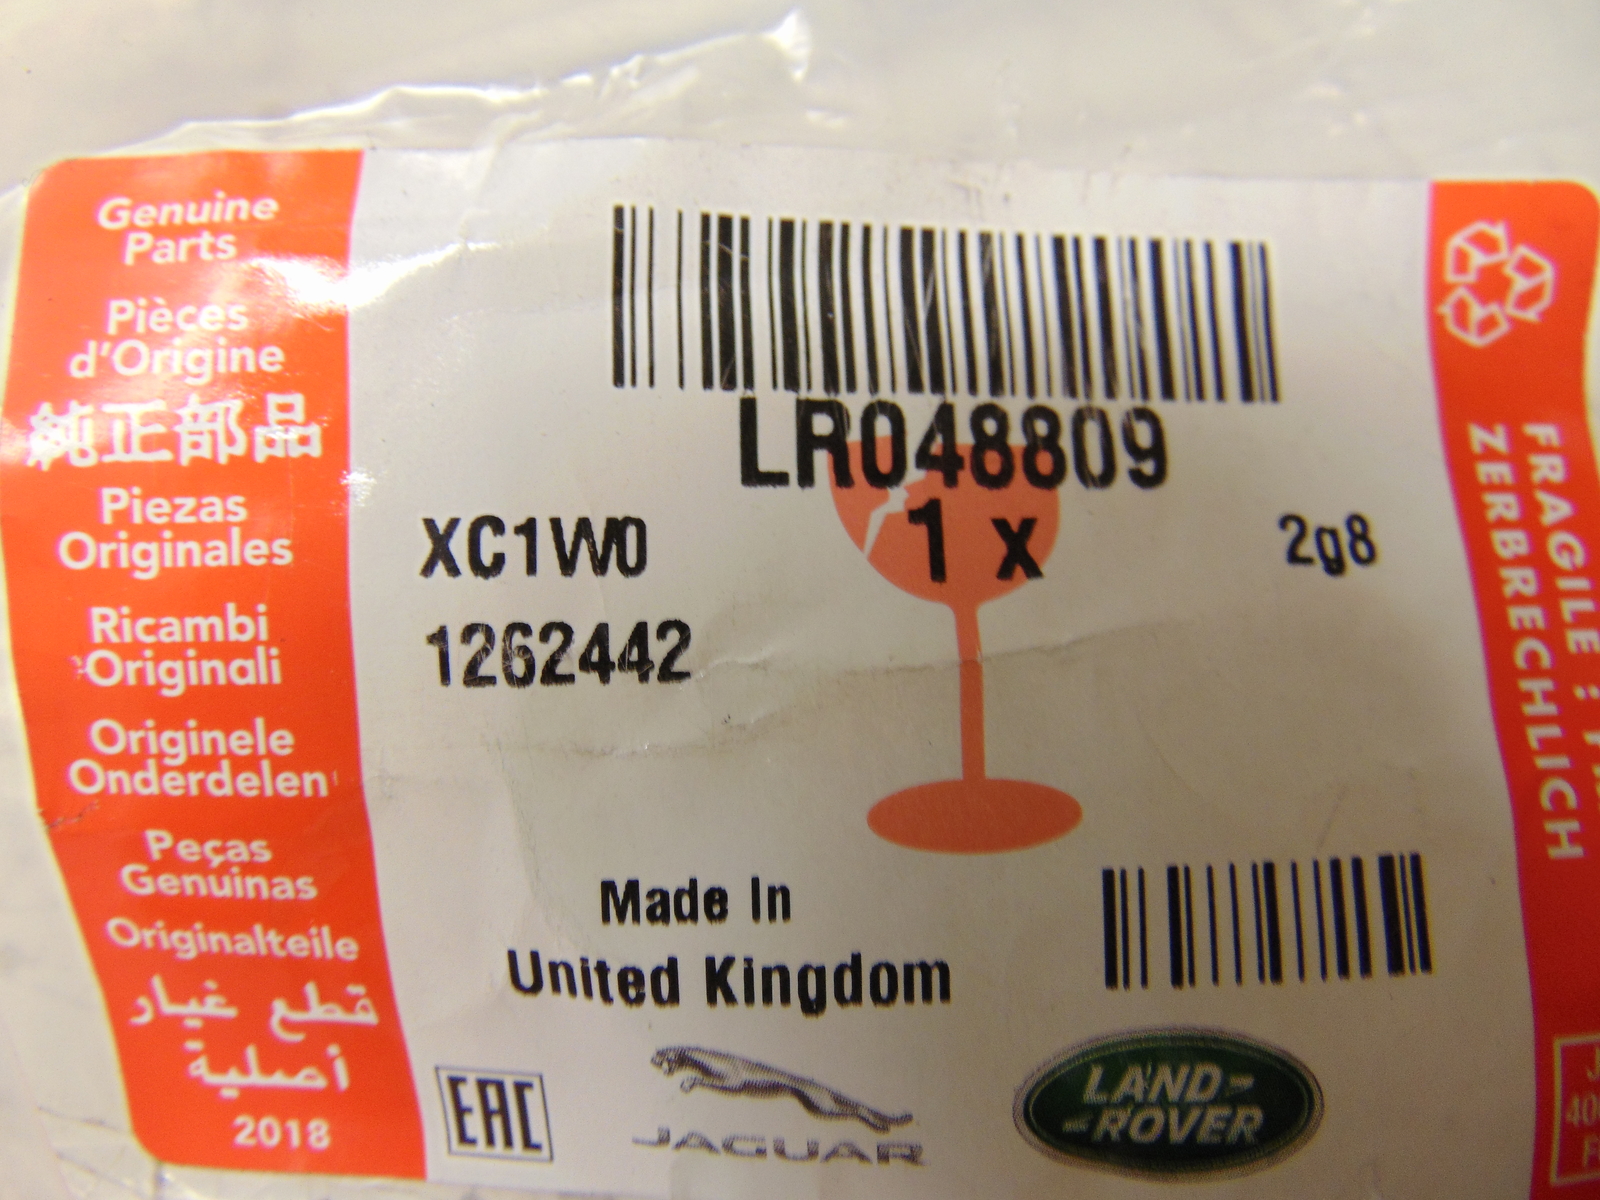 Genuine
Parts
Pièces
d'Origine
純正部品
Piezas
Originales
Ricambi
Originali
Originele
Onderdelen
Peças
Genuinas
Originalteile
قطع غيار
أصلية
2018
LR048809
XC1W0
1 x
2g8
1262442
Made In
United Kingdom
EAC
JAGUAR
LAND-
-ROVER
FRAGILE :
ZERBRECHLICH